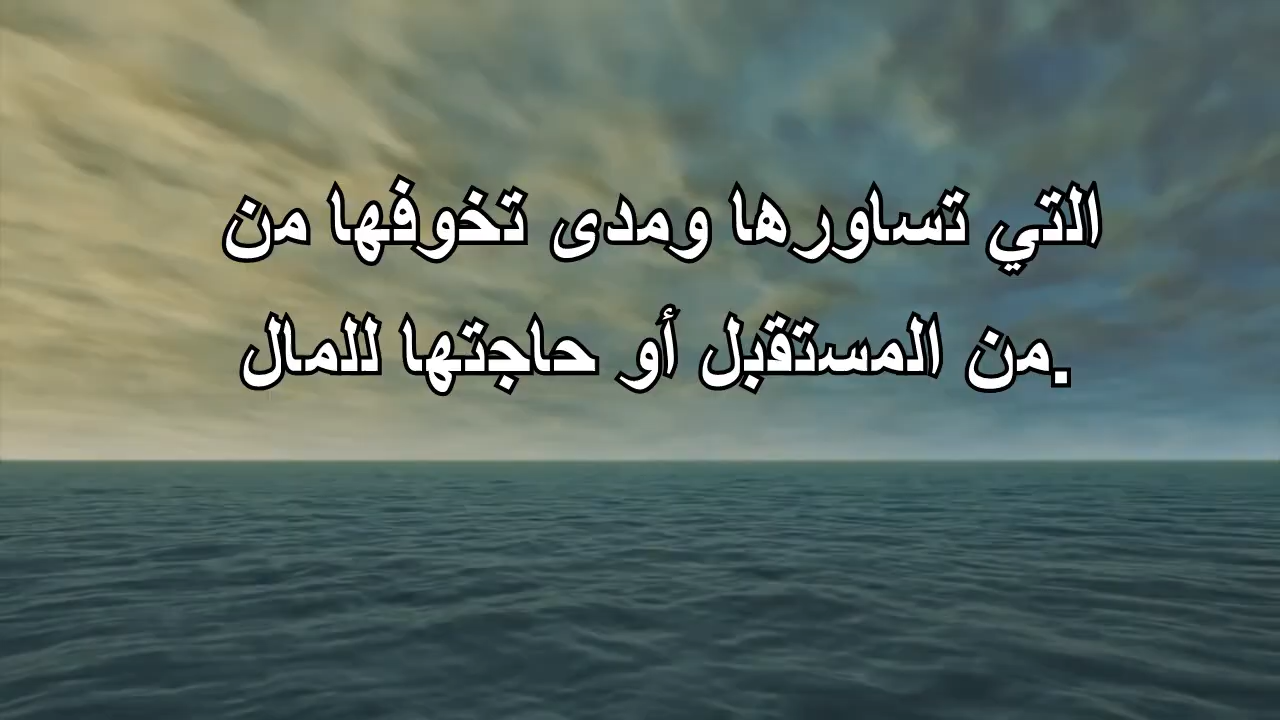 التي تساورها ومدى تخوفها من
من المستقبل أو حاجتها للمال.